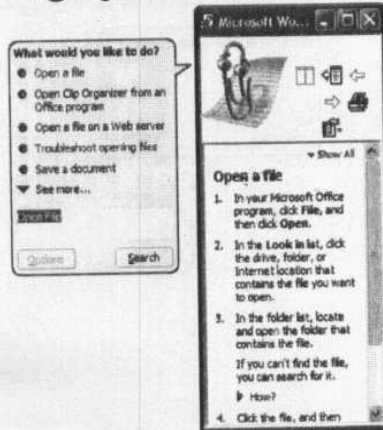 What would you like to do?
Open a file
Open Clip Organizer from an
Office program
Open a file on a Web server
Troubleshoot opening files
Save a document
See more...
Open File
Options
Search
Microsoft Wo...
Show All
Open a file
1. In your Microsoft Office
program, click File, and
then click Open.
2. In the Look in list, click
the drive, folder, or
Internet location that
contains the file you want
to open.
3. In the folder list, locate
and open the folder that
contains the file.
If you can't find the file,
you can search for it.
How?
4. Click the file, and then